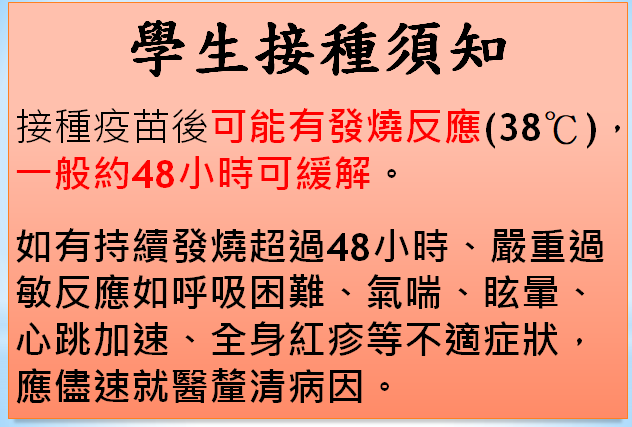 學生接種須知
接種疫苗後可能有發燒反應(38℃)，
一般約48小時可緩解。
如有持續發燒超過48小時、嚴重過
敏反應如呼吸困難、氣喘、眩暈、
心跳加速、全身紅疹等不適症狀，
應儘速就醫釐清病因。